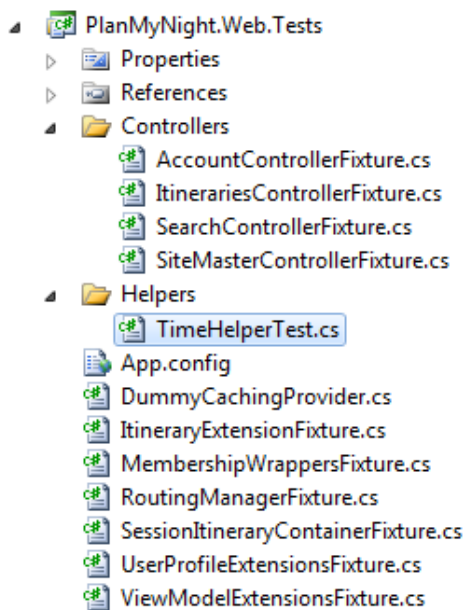 PlanMyNight.Web.Tests
Properties
References
Controllers
AccountControllerFixture.cs
ItinerariesControllerFixture.cs
SearchControllerFixture.cs
SiteMasterControllerFixture.cs
Helpers
TimeHelperTest.cs
App.config
DummyCachingProvider.cs
ItineraryExtensionFixture.cs
MembershipWrappersFixture.cs
RoutingManagerFixture.cs
SessionItineraryContainerFixture.cs
UserProfileExtensionsFixture.cs
ViewModelExtensionsFixture.cs